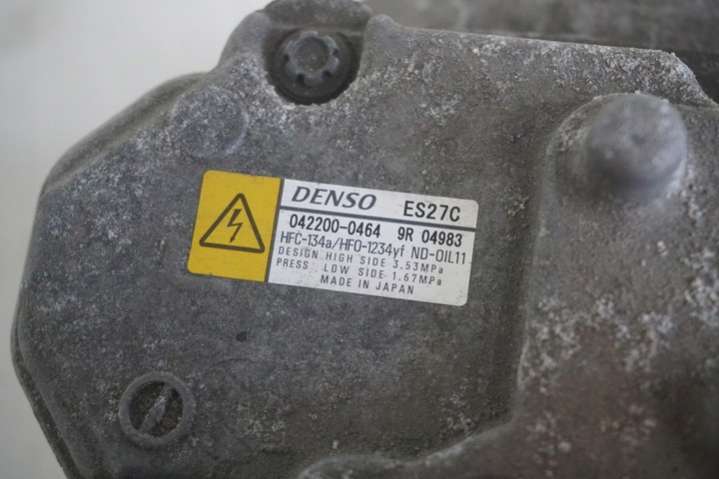 DENSO ES27C
042200-0464 9R 04983
HFC-134a/HFO-1234yf ND-OIL11
DESIGN HIGH SIDE 3.53MPa
PRESS. LOW SIDE 1.67MPa
MADE IN JAPAN